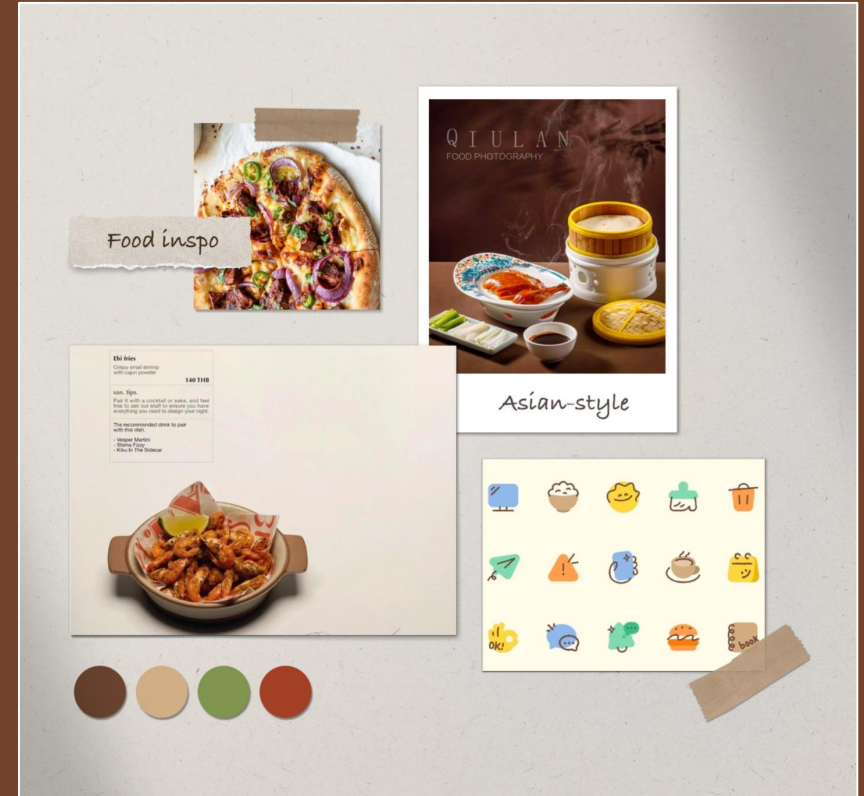 QIULAN
FOOD PHOTOGRAPHY
Food inspo
Asian-style
Ebi fries
Crispy small shrimp
with cajun powder.
140 THB
son. tips.
Pair it with a cocktail or sake, and feel
free to ask our staff to ensure you have
everything you need to design your night.
The recommended drink to pair
with this dish.
- Vesper Martini
- Shima Fizzy
- Kiku In The Sidecar
OK!
book